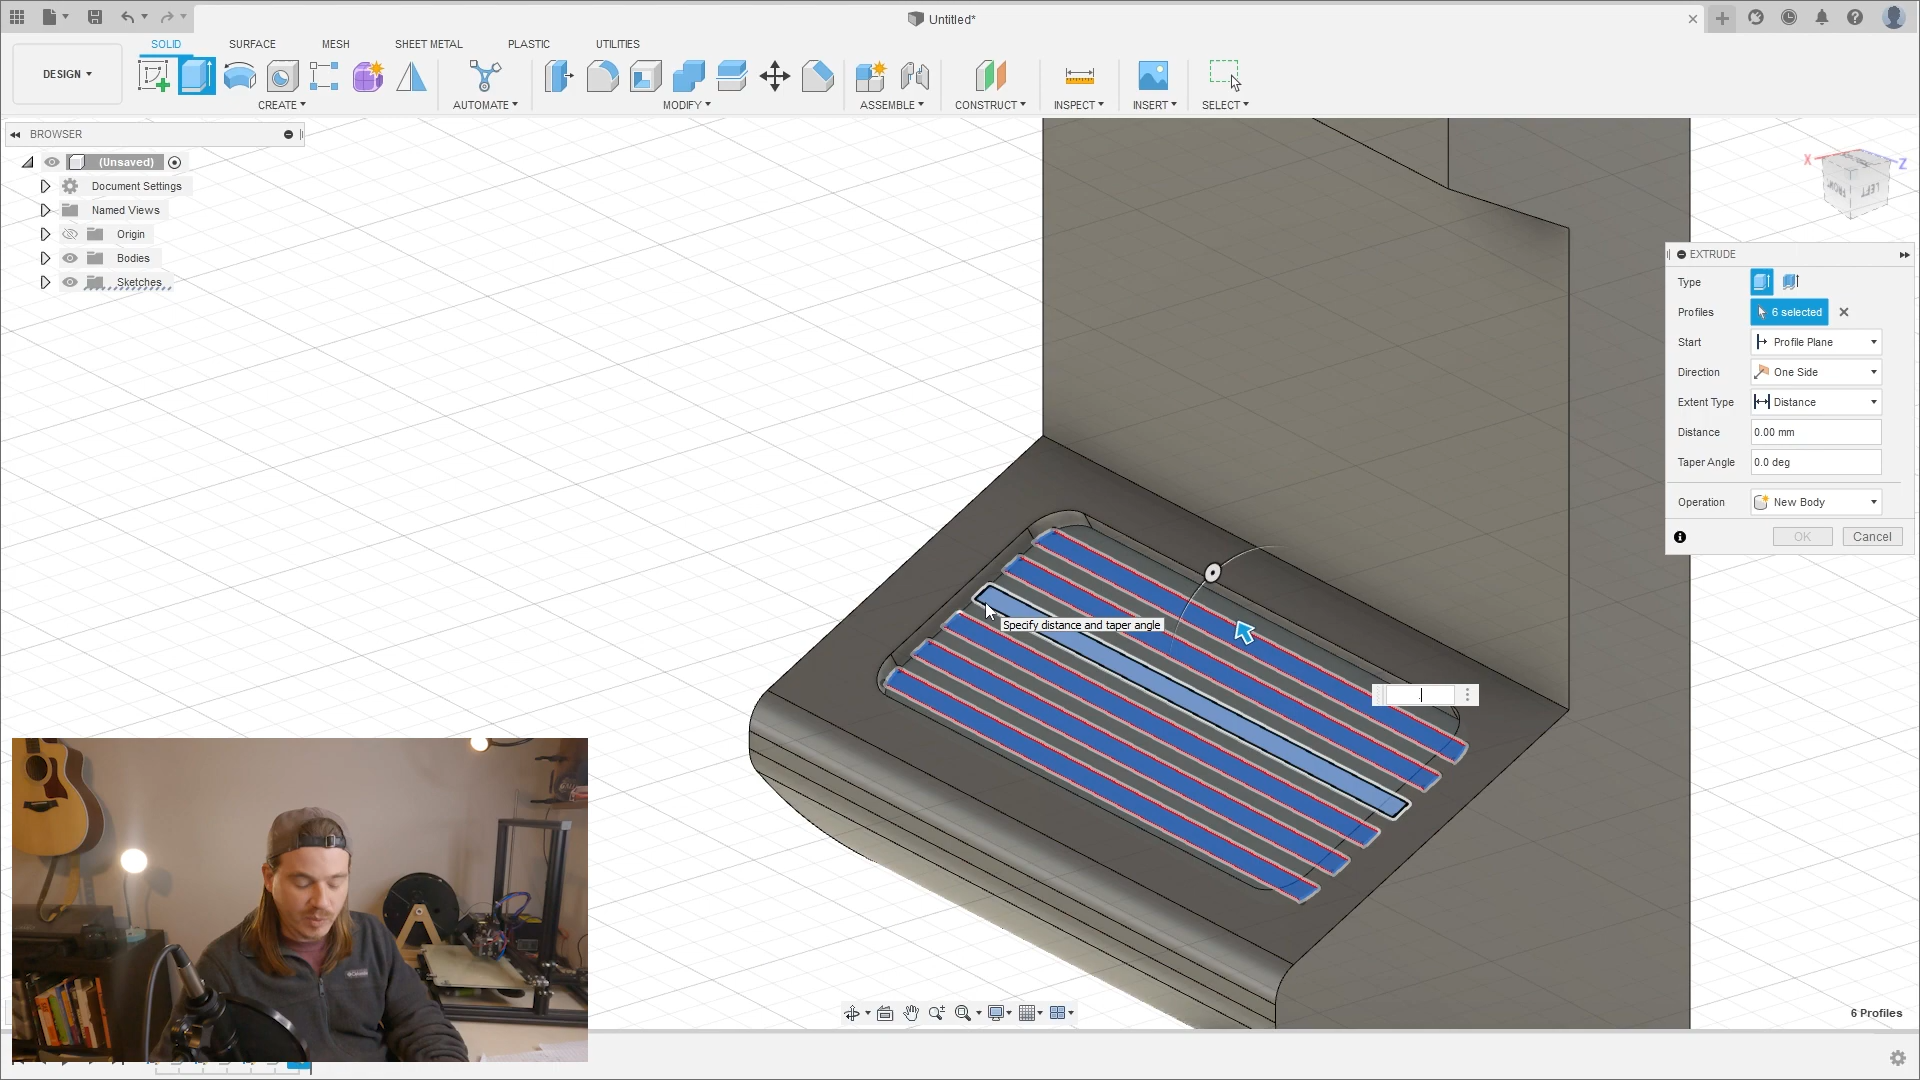 Untitled*
SOLID SURFACE MESH SHEET METAL PLASTIC UTILITIES
DESIGN
CREATE AUTOMATE MODIFY ASSEMBLE CONSTRUCT INSPECT INSERT SELECT
BROWSER
(Unsaved)
Document Settings
Named Views
Origin
Bodies
Sketches
X
Z
FRONT
LEFT
EXTRUDE
Type
Profiles 6 selected
Start Profile Plane
Direction One Side
Extent Type Distance
Distance 0.00 mm
Taper Angle 0.0 deg
Operation New Body
OK Cancel
Specify distance and taper angle
6 Profiles